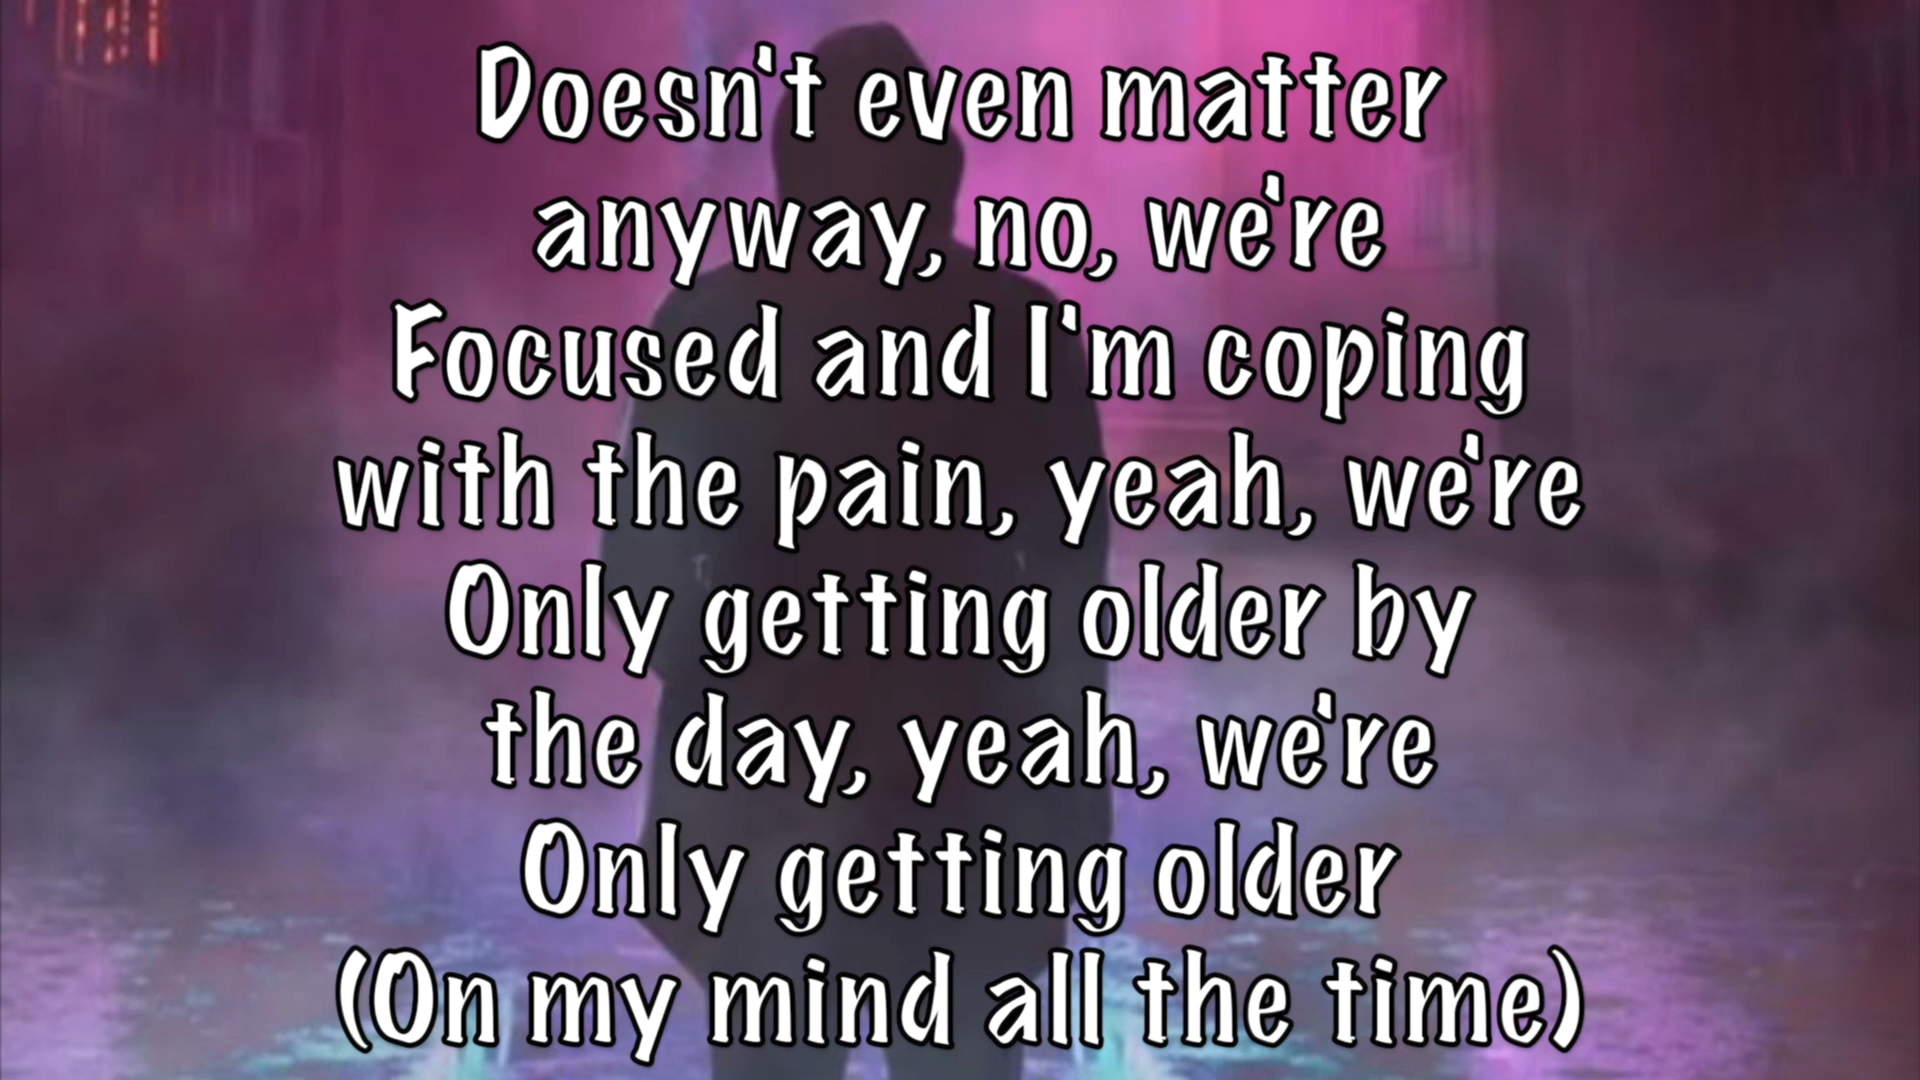 Doesn't even matter
anyway, no, we're
Focused and I'm coping
with the pain, yeah, we're
Only getting older by
the day, yeah, we're
Only getting older
(On my mind all the time)